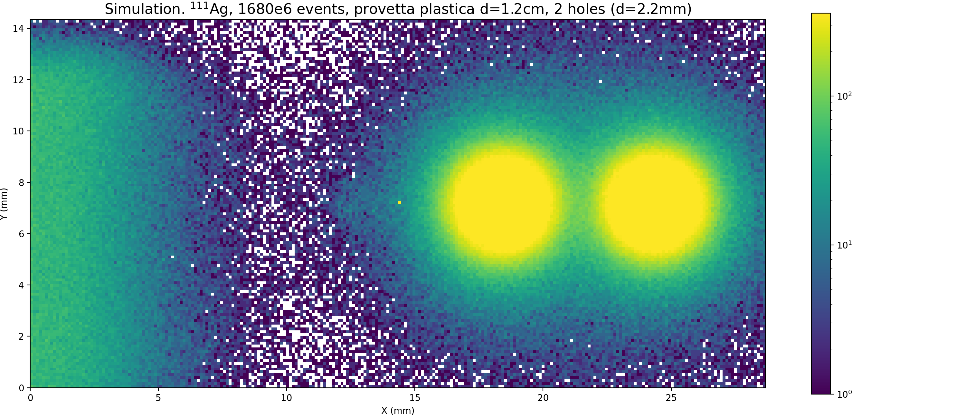 Simulation. ¹¹¹Ag, 1680e6 events, provetta plastica d=1.2cm, 2 holes (d=2.2mm)
14
12
10
8
6
4
2
0
Y (mm)
0 5 10 15 20 25
X (mm)
10²
10¹
10⁰